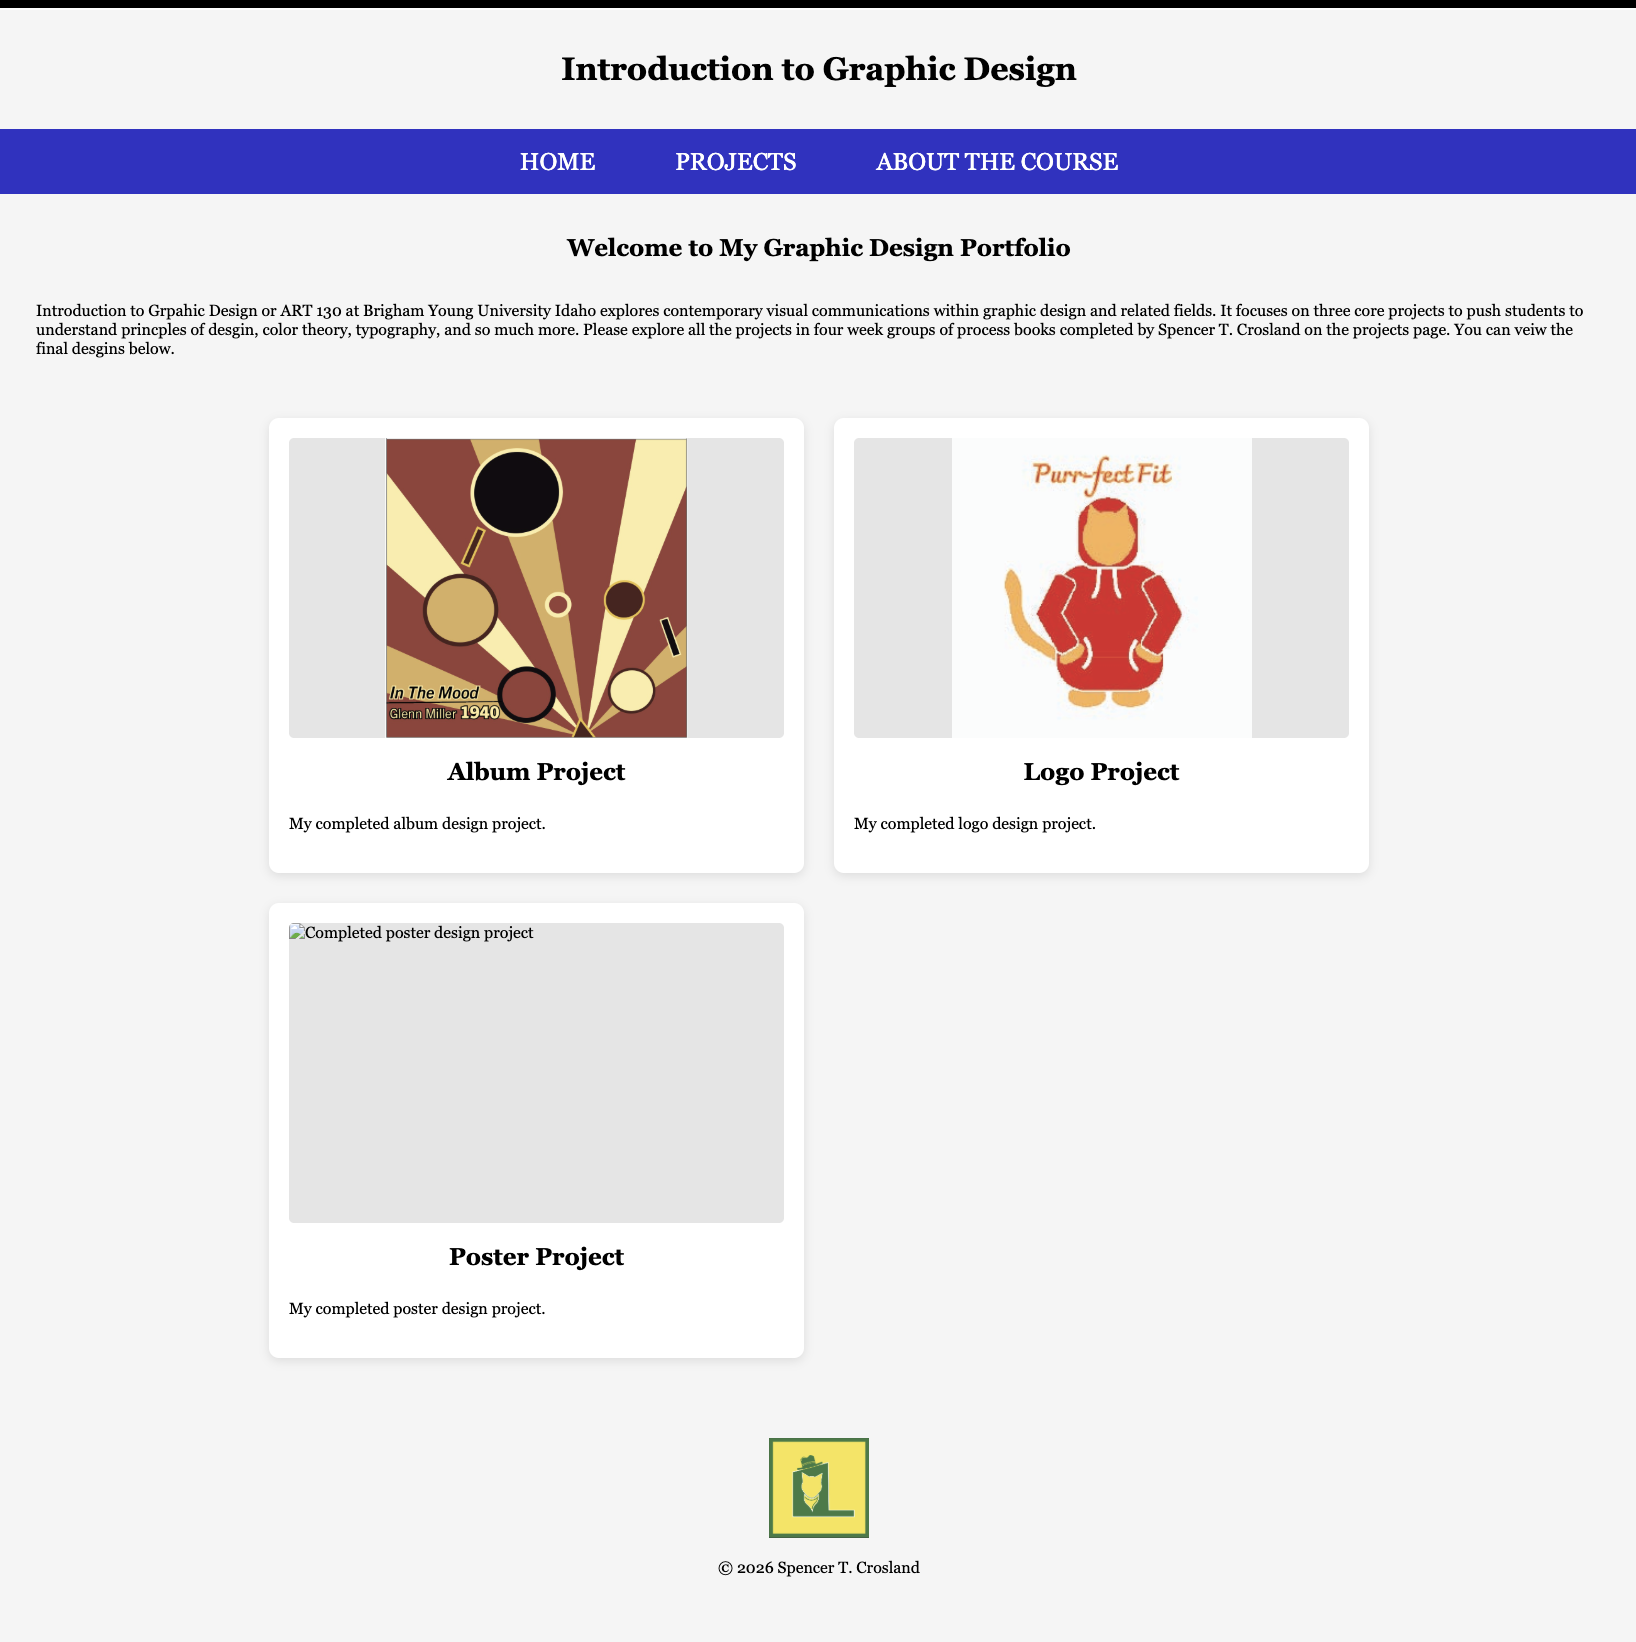 Introduction to Graphic Design
HOME PROJECTS ABOUT THE COURSE
Welcome to My Graphic Design Portfolio
Introduction to Grpahic Design or ART 130 at Brigham Young University Idaho explores contemporary visual communications within graphic design and related fields. It focuses on three core projects to push students to
understand princples of desgin, color theory, typography, and so much more. Please explore all the projects in four week groups of process books completed by Spencer T. Crosland on the projects page. You can veiw the
final desgins below.
In The Mood
Glenn Miller 1940
Album Project
My completed album design project.
Purr-fect Fit
Logo Project
My completed logo design project.
Completed poster design project
Poster Project
My completed poster design project.
L
© 2026 Spencer T. Crosland